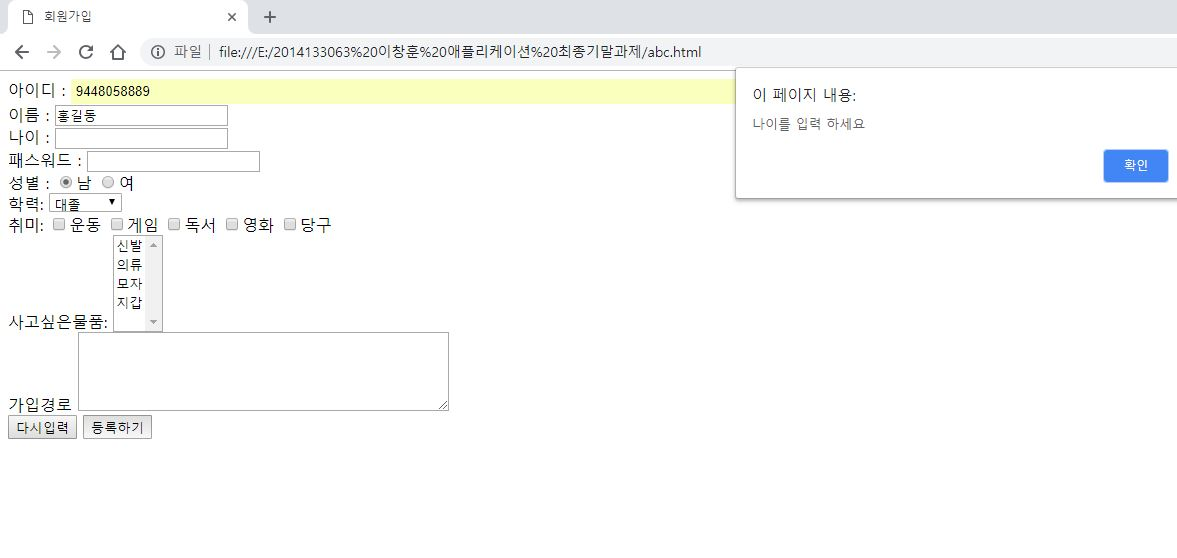 회원가입
파일 file:///E:/2014133063%20이창훈%20애플리케이션%20최종기말과제/abc.html
이 페이지 내용:
나이를 입력 하세요
확인
아이디 : 9448058889
이름 : 홍길동
나이 :
패스워드 :
성별 : 남 여
학력: 대졸
취미: 운동 게임 독서 영화 당구
신발
의류
모자
지갑
사고싶은물품:
가입경로
다시입력 등록하기